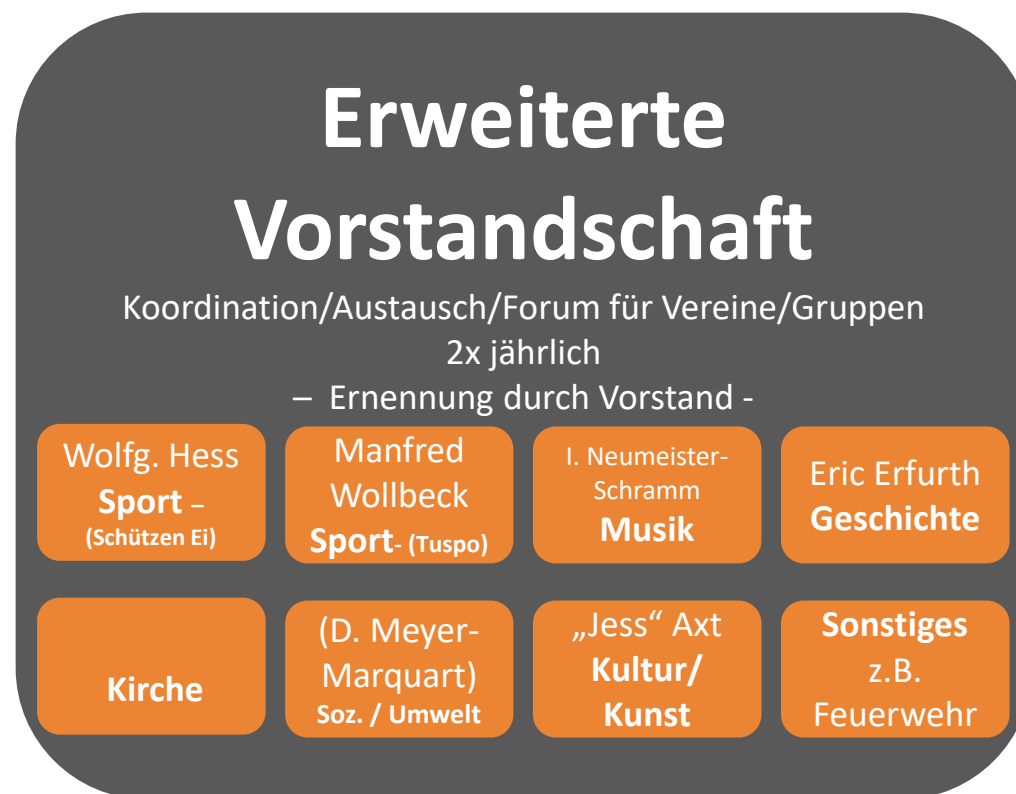 Erweiterte
Vorstandschaft
Koordination/Austausch/Forum für Vereine/Gruppen
2x jährlich
– Ernennung durch Vorstand -
Wolfg. Hess
Sport –
(Schützen Ei)
Manfred
Wollbeck
Sport- (Tuspo)
I. Neumeister-
Schramm
Musik
Eric Erfurth
Geschichte
Kirche
(D. Meyer-
Marquart)
Soz. / Umwelt
„Jess“ Axt
Kultur/
Kunst
Sonstiges
z.B.
Feuerwehr